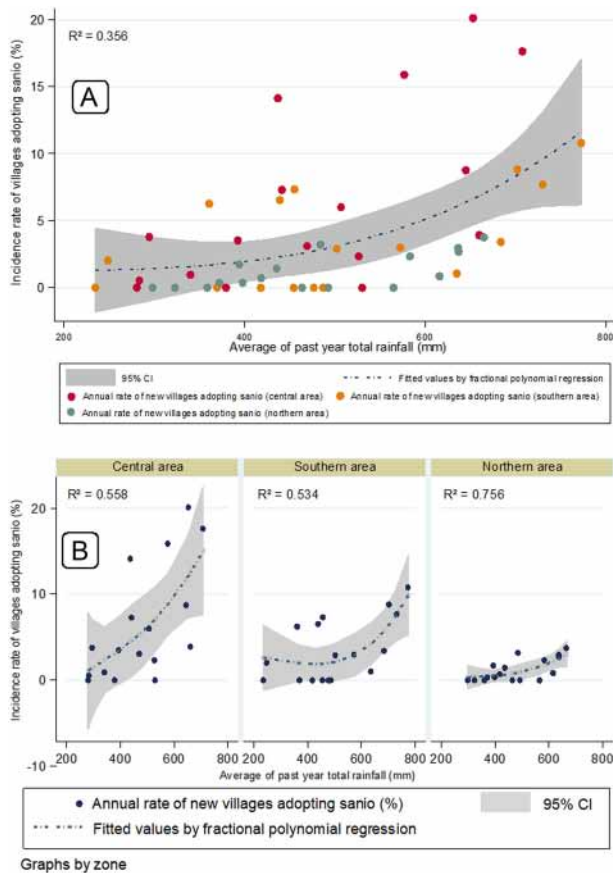 R² = 0.356
A
Incidence rate of villages adopting sanio (%)
20
15
10
5
0
200 400 600 800
Average of past year total rainfall (mm)
95% CI Fitted values by fractional polynomial regression
Annual rate of new villages adopting sanio (central area) Annual rate of new villages adopting sanio (southern area)
Annual rate of new villages adopting sanio (northern area)
Central area Southern area Northern area
R² = 0.558 R² = 0.534 R² = 0.756
B
Incidence rate of villages adopting sanio (%)
20
10
0
-10
200 400 600 800 200 400 600 800 200 400 600 800
Average of past year total rainfall (mm)
Annual rate of new villages adopting sanio (%) 95% CI
Fitted values by fractional polynomial regression
Graphs by zone